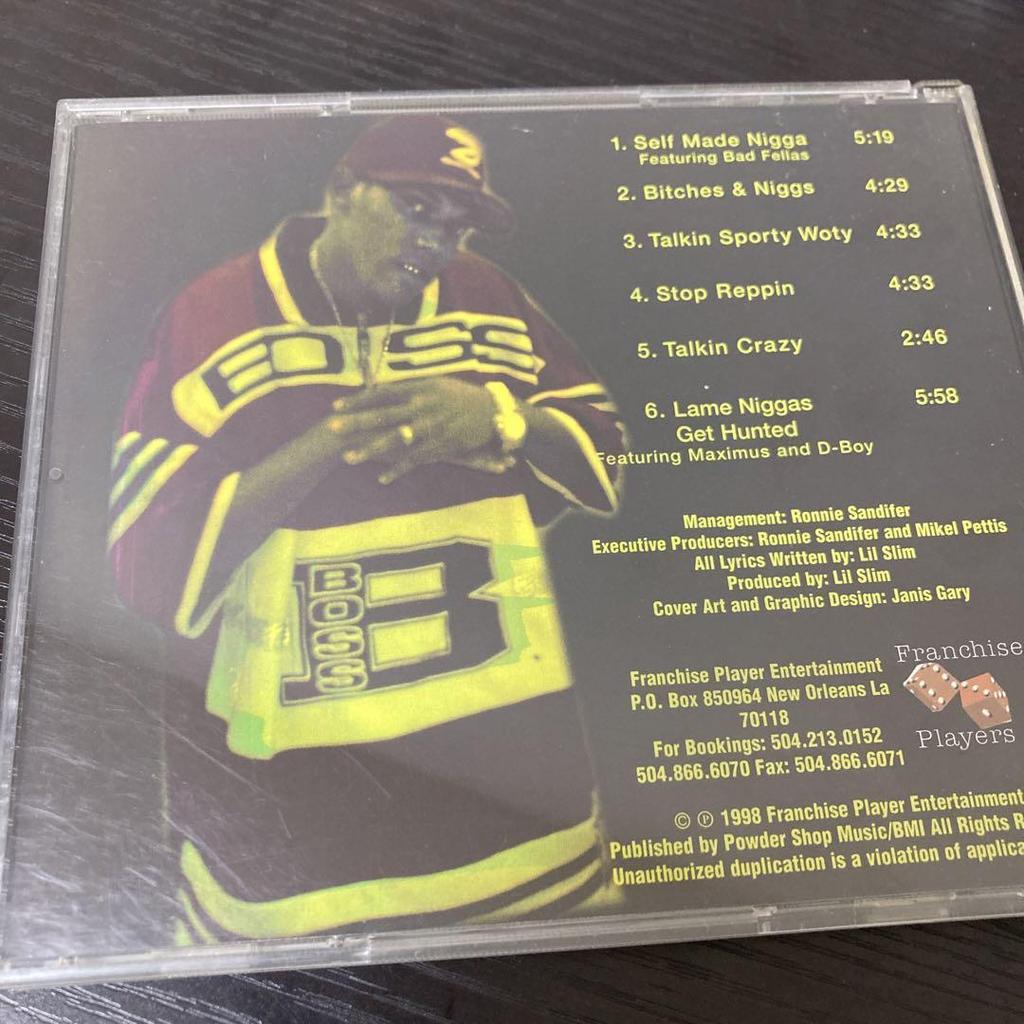 1. Self Made Nigga 5:19
Featuring Bad Fellas
2. Bitches & Niggs 4:29
3. Talkin Sporty Woty 4:33
4. Stop Reppin 4:33
5. Talkin Crazy 2:46
6. Lame Niggas 5:58
Get Hunted
Featuring Maximus and D-Boy
Management: Ronnie Sandifer
Executive Producers: Ronnie Sandifer and Mikel Pettis
All Lyrics Written by: Lil Slim
Produced by: Lil Slim
Cover Art and Graphic Design: Janis Gary
Franchise Player Entertainment
P.O. Box 850964 New Orleans La
70118
For Bookings: 504.213.0152
504.866.6070 Fax: 504.866.6071
Franchise
Players
© ℗ 1998 Franchise Player Entertainment
Published by Powder Shop Music/BMI All Rights R
Unauthorized duplication is a violation of applica
BOSS
B